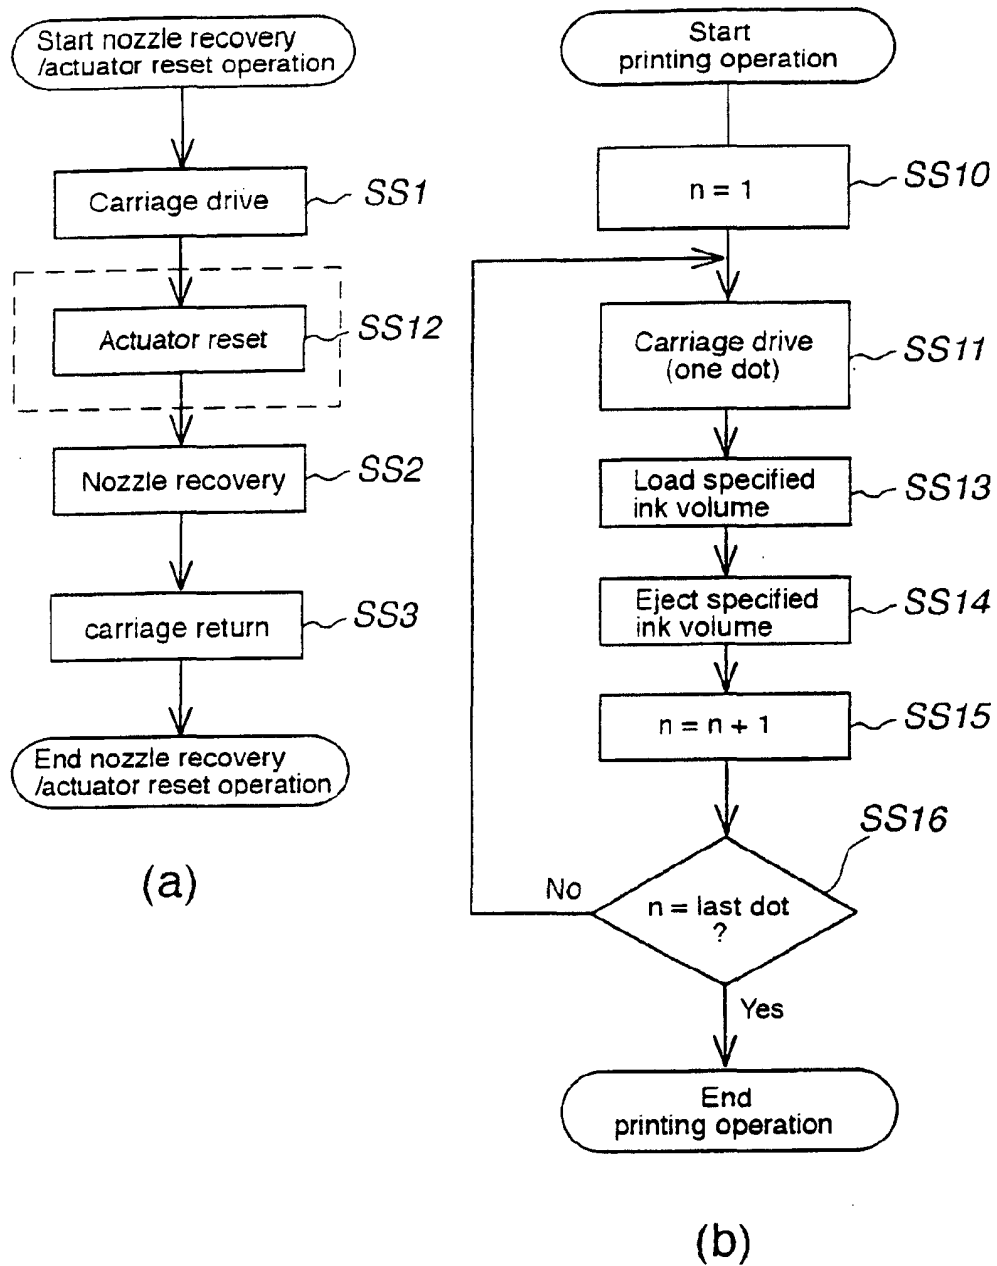 Start nozzle recovery
/actuator reset operation
Carriage drive
SS1
Actuator reset
SS12
Nozzle recovery
SS2
carriage return
SS3
End nozzle recovery
/actuator reset operation
(a)
Start
printing operation
n = 1
SS10
Carriage drive
(one dot)
SS11
Load specified
ink volume
SS13
Eject specified
ink volume
SS14
n = n + 1
SS15
SS16
No
n = last dot
?
Yes
End
printing operation
(b)